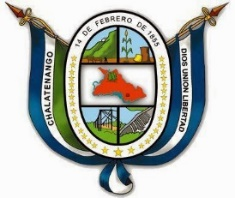 CHALATENANGO
14 DE FEBRERO DE 1855
DIOS UNION LIBERTAD